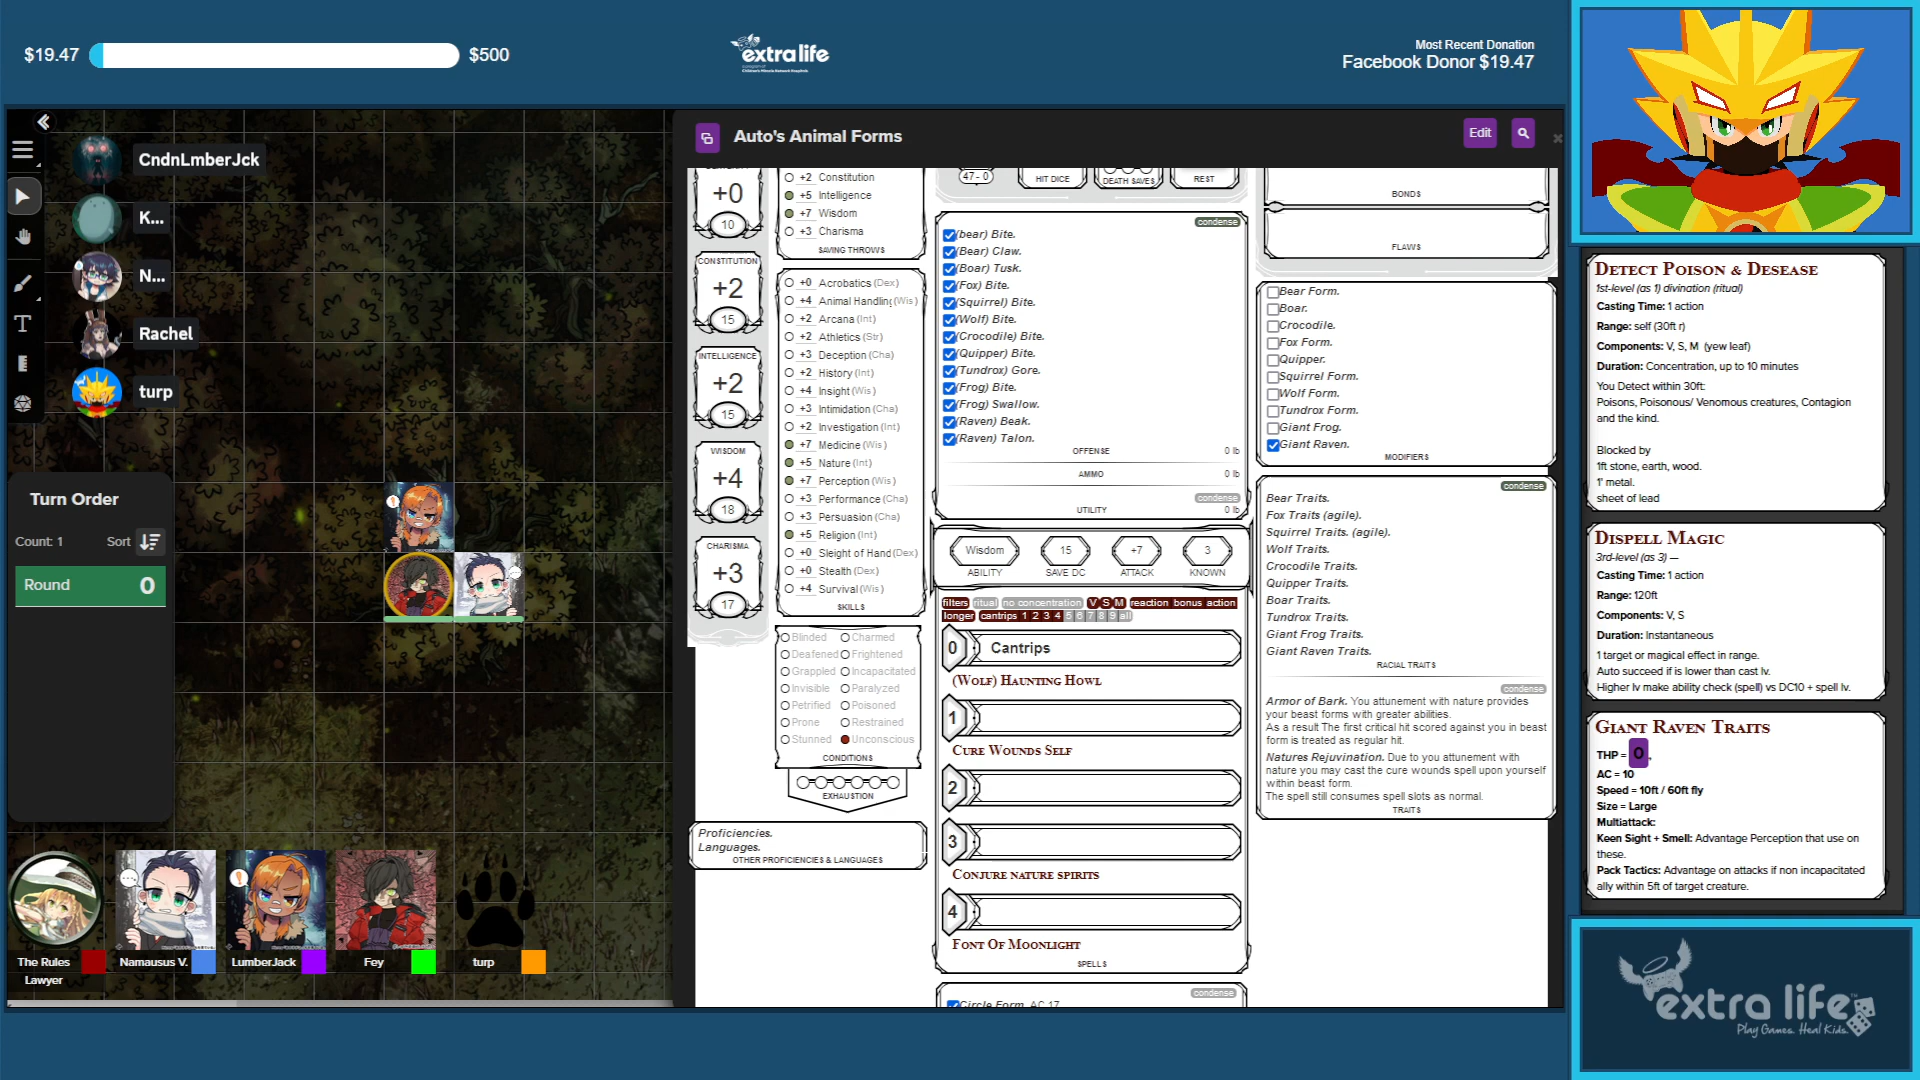 $19.47
$500
extralife
Most Recent Donation
Facebook Donor $19.47
CndnLmberJck
K...
N...
Rachel
turp
Turn Order
Count: 1
Sort
Round
0
The Rules
Lawyer
Namausus V.
LumberJack
Fey
turp
Auto's Animal Forms
Edit
+0
10
CONSTITUTION
+2
15
INTELLIGENCE
+2
15
WISDOM
+4
18
CHARISMA
+3
17
+2 Constitution
+5 Intelligence
+7 Wisdom
+3 Charisma
SAVING THROWS
+0 Acrobatics (Dex)
+4 Animal Handling (Wis)
+2 Arcana (Int)
+2 Athletics (Str)
+3 Deception (Cha)
+2 History (Int)
+4 Insight (Wis)
+3 Intimidation (Cha)
+2 Investigation (Int)
+7 Medicine (Wis)
+5 Nature (Int)
+7 Perception (Wis)
+3 Performance (Cha)
+3 Persuasion (Cha)
+5 Religion (Int)
+0 Sleight of Hand (Dex)
+0 Stealth (Dex)
+4 Survival (Wis)
SKILLS
Blinded Charmed
Deafened Frightened
Grappled Incapacitated
Invisible Paralyzed
Petrified Poisoned
Prone Restrained
Stunned Unconscious
CONDITIONS
EXHAUSTION
Proficiencies.
Languages.
OTHER PROFICIENCIES & LANGUAGES
47 - 0
HIT DICE
DEATH SAVES
REST
condense
(bear) Bite.
(Bear) Claw.
(Boar) Tusk.
(Fox) Bite.
(Squirrel) Bite.
(Wolf) Bite.
(Crocodile) Bite.
(Quipper) Bite.
(Tundrox) Gore.
(Frog) Bite.
(Frog) Swallow.
(Raven) Beak.
(Raven) Talon.
OFFENSE 0 lb
AMMO 0 lb
condense
UTILITY 0 lb
Wisdom 15 +7 3
ABILITY SAVE DC ATTACK KNOWN
filters ritual no concentration V S M reaction bonus action
longer cantrips 1 2 3 4 5 6 7 8 9 all
0 Cantrips
(Wolf) Haunting Howl
1
Cure Wounds Self
2
3
Conjure nature spirits
4
Font Of Moonlight
SPELLS
condense
Circle Form. AC 17
BONDS
FLAWS
Bear Form.
Boar.
Crocodile.
Fox Form.
Quipper.
Squirrel Form.
Wolf Form.
Tundrox Form.
Giant Frog.
Giant Raven.
MODIFIERS
condense
Bear Traits.
Fox Traits (agile).
Squirrel Traits. (agile).
Wolf Traits.
Crocodile Traits.
Quipper Traits.
Boar Traits.
Tundrox Traits.
Giant Frog Traits.
Giant Raven Traits.
RACIAL TRAITS
condense
Armor of Bark. You attunement with nature provides
your beast forms with greater abilities.
As a result The first critical hit scored against you in beast
form is treated as regular hit.
Natures Rejuvination. Due to you attunement with
nature you may cast the cure wounds spell upon yourself
within beast form.
The spell still consumes spell slots as normal.
TRAITS
Detect Poison & Desease
1st-level (as 1) divination (ritual)
Casting Time: 1 action
Range: self (30ft r)
Components: V, S, M (yew leaf)
Duration: Concentration, up to 10 minutes
You Detect within 30ft:
Poisons, Poisonous/ Venomous creatures, Contagion
and the kind.
Blocked by
1ft stone, earth, wood.
1' metal.
sheet of lead
Dispell Magic
3rd-level (as 3) —
Casting Time: 1 action
Range: 120ft
Components: V, S
Duration: Instantaneous
1 target or magical effect in range.
Auto succeed if is lower than cast lv.
Higher lv make ability check (spell) vs DC10 + spell lv.
Giant Raven Traits
THP = 0 .
AC = 10
Speed = 10ft / 60ft fly
Size = Large
Multiattack:
Keen Sight + Smell: Advantage Perception that use on
these.
Pack Tactics: Advantage on attacks if non incapacitated
ally within 5ft of target creature.
extra life
Play Games. Heal Kids.